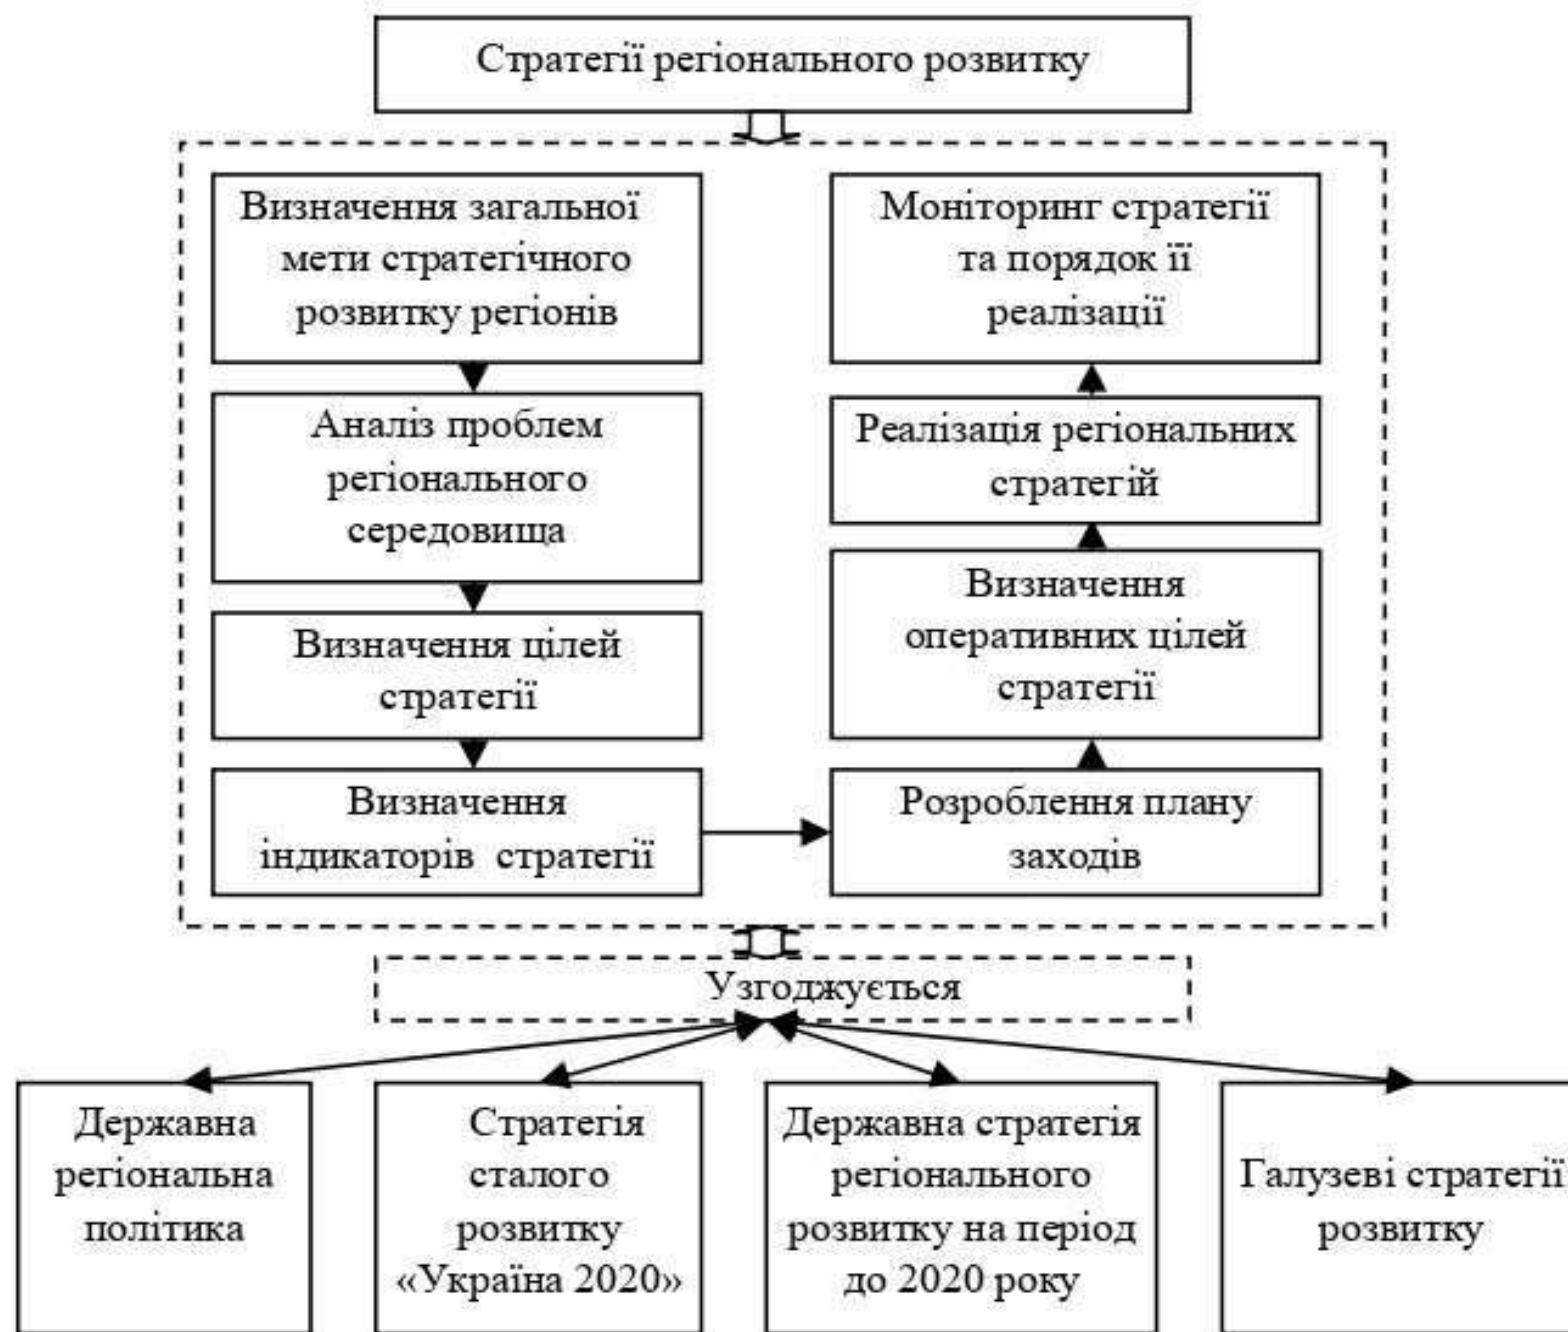 Стратегії регіонального розвитку
Визначення загальної
мети стратегічного
розвитку регіонів
Аналіз проблем
регіонального
середовища
Визначення цілей
стратегії
Визначення
індикаторів стратегії
Моніторинг стратегії
та порядок її
реалізації
Реалізація регіональних
стратегій
Визначення
оперативних цілей
стратегії
Розроблення плану
заходів
Узгоджується
Державна
регіональна
політика
Стратегія
сталого
розвитку
«Україна 2020»
Державна стратегія
регіонального
розвитку на період
до 2020 року
Галузеві стратегії
розвитку